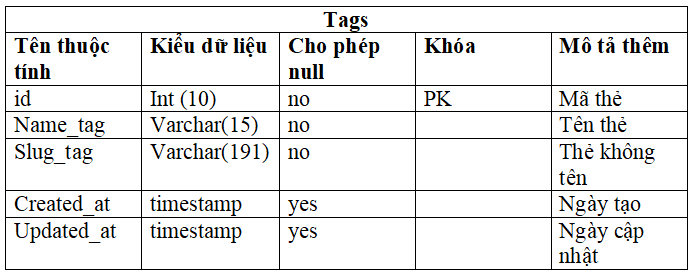 Tags
Tên thuộc tính Kiểu dữ liệu Cho phép null Khóa Mô tả thêm
id Int (10) no PK Mã thẻ
Name_tag Varchar(15) no Tên thẻ
Slug_tag Varchar(191) no Thẻ không tên
Created_at timestamp yes Ngày tạo
Updated_at timestamp yes Ngày cập nhật